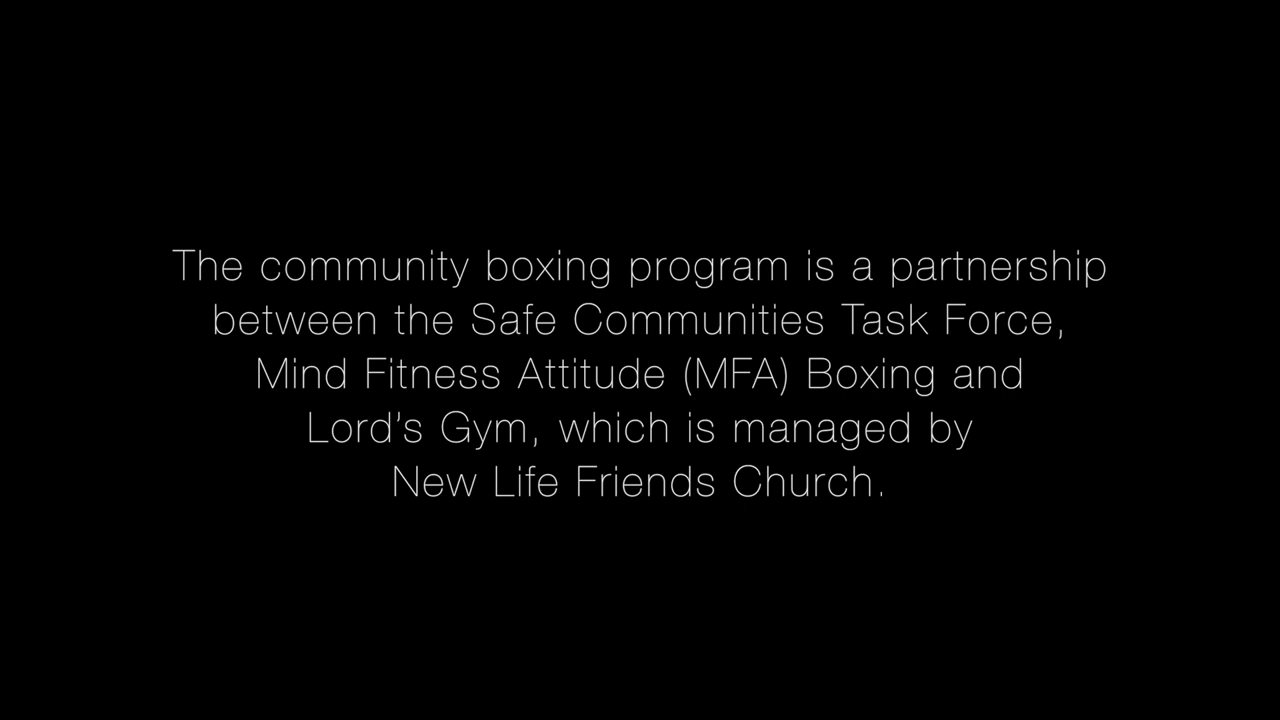 The community boxing program is a partnership
between the Safe Communities Task Force,
Mind Fitness Attitude (MFA) Boxing and
Lord’s Gym, which is managed by
New Life Friends Church.